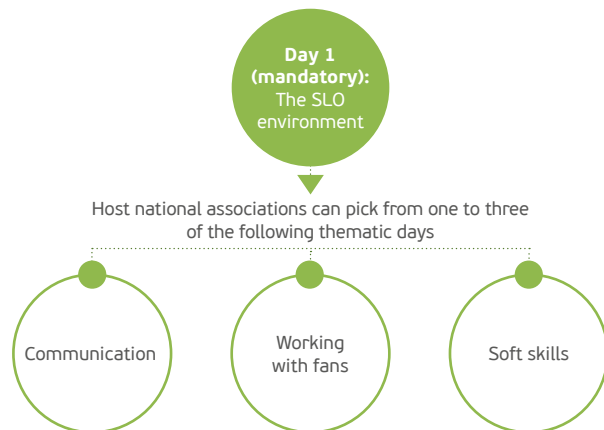 Day 1
(mandatory):
The SLO
environment
Host national associations can pick from one to three
of the following thematic days
Communication
Working
with fans
Soft skills